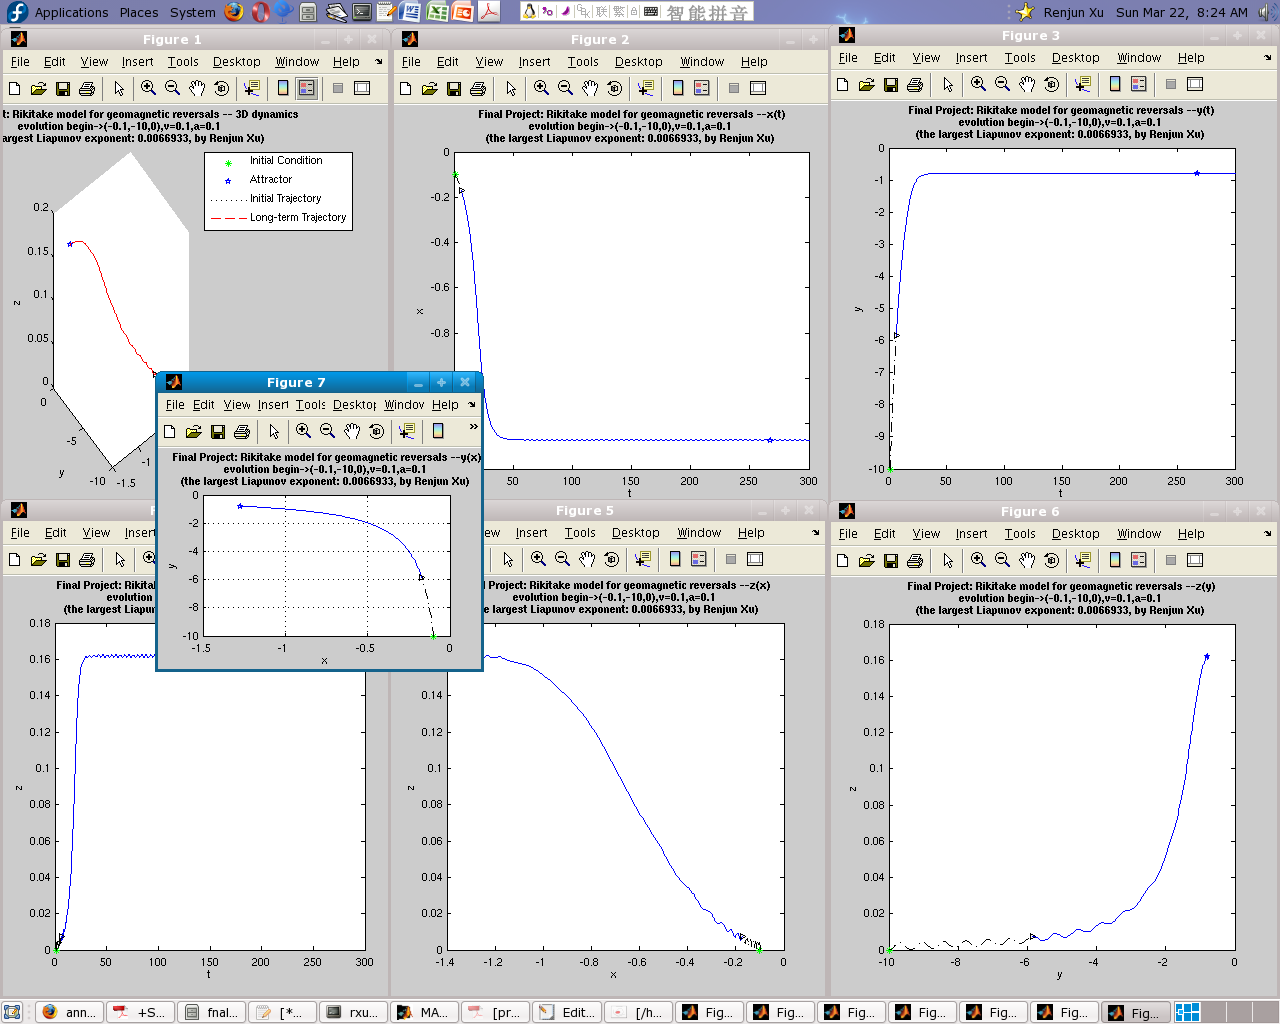 Applications Places System
智能拼音
Renjun Xu Sun Mar 22, 8:24 AM
Figure 1
File Edit View Insert Tools Desktop Window Help
t: Rikitake model for geomagnetic reversals -- 3D dynamics
evolution begin->(-0.1,-10,0),v=0.1,a=0.1
argest Liapunov exponent: 0.0066933, by Renjun Xu)
Initial Condition
Attractor
Initial Trajectory
Long-term Trajectory
0.2
0.15
0.1
0.05
0
z
0
-5
-10
y
-1.5
-1
Figure 2
File Edit View Insert Tools Desktop Window Help
Final Project: Rikitake model for geomagnetic reversals --x(t)
evolution begin->(-0.1,-10,0),v=0.1,a=0.1
(the largest Liapunov exponent: 0.0066933, by Renjun Xu)
0
-0.2
-0.4
-0.6
-0.8
x
50 100 150 200 250 300
t
Figure 3
File Edit View Insert Tools Desktop Window Help
Final Project: Rikitake model for geomagnetic reversals --y(t)
evolution begin->(-0.1,-10,0),v=0.1,a=0.1
(the largest Liapunov exponent: 0.0066933, by Renjun Xu)
0
-1
-2
-3
-4
-5
-6
-7
-8
-9
-10
y
0 50 100 150 200 250 300
t
Figure 7
File Edit View Insert Tools Desktop Window Help
Final Project: Rikitake model for geomagnetic reversals --y(x)
evolution begin->(-0.1,-10,0),v=0.1,a=0.1
(the largest Liapunov exponent: 0.0066933, by Renjun Xu)
0
-2
-4
-6
-8
-10
y
-1.5 -1 -0.5 0
x
F
File Edit View Insert Tools
Final Project: Rikita
evolution
(the largest Liapuno
0.18
0.16
0.14
0.12
0.1
0.08
0.06
0.04
0.02
0
z
0 50 100 150 200 250 300
t
Figure 5
ew Insert Tools Desktop Window Help
Project: Rikitake model for geomagnetic reversals --z(x)
evolution begin->(-0.1,-10,0),v=0.1,a=0.1
e largest Liapunov exponent: 0.0066933, by Renjun Xu)
0.14
0.12
0.1
0.08
0.06
0.04
0.02
0
z
-1.4 -1.2 -1 -0.8 -0.6 -0.4 -0.2 0
x
Figure 6
File Edit View Insert Tools Desktop Window Help
Final Project: Rikitake model for geomagnetic reversals --z(y)
evolution begin->(-0.1,-10,0),v=0.1,a=0.1
(the largest Liapunov exponent: 0.0066933, by Renjun Xu)
0.18
0.16
0.14
0.12
0.1
0.08
0.06
0.04
0.02
0
z
-10 -8 -6 -4 -2 0
y
ann... +S... fnal... [*... rxu... MA... [pr... Edit... [/h... Fig... Fig... Fig... Fig... Fig... Fig... Fig...